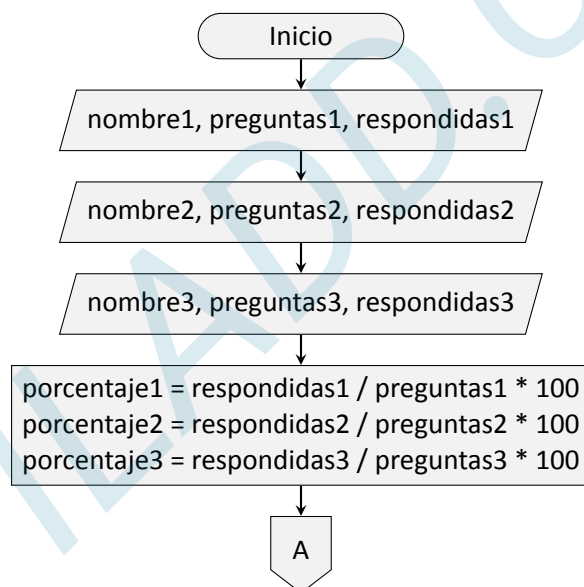 Inicio
nombre1, preguntas1, respondidas1
nombre2, preguntas2, respondidas2
nombre3, preguntas3, respondidas3
porcentaje1 = respondidas1 / preguntas1 * 100
porcentaje2 = respondidas2 / preguntas2 * 100
porcentaje3 = respondidas3 / preguntas3 * 100
A